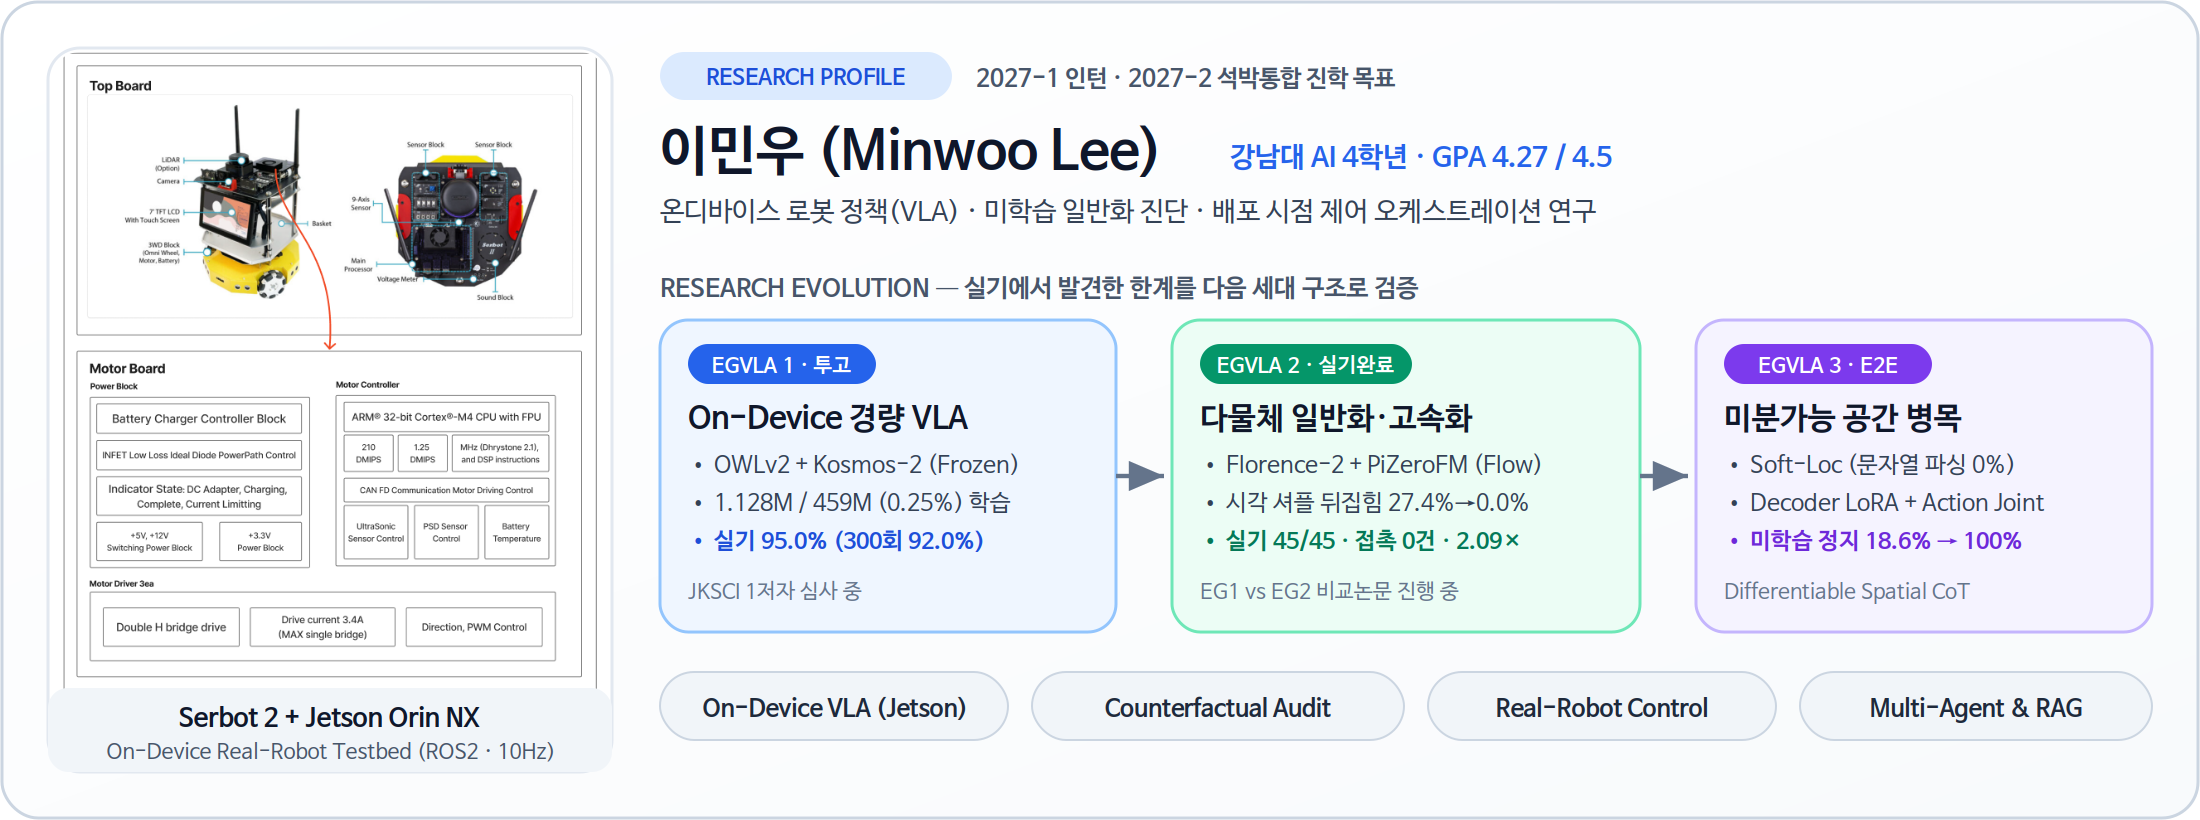 Top Board
LiDAR
(Option)
Camera
7' TFT LCD
With Touch Screen
3WD Block
(Omni Wheel,
Motor, Battery)
Basket
Sensor Block
Sensor Block
9-Axis
Sensor
Main
Processor
Voltage Meter
Serbot
II
Sound Block
Motor Board
Power Block
Battery Charger Controller Block
INFET Low Loss Ideal Diode PowerPath Control
Indicator State: DC Adapter, Charging,
Complete, Current Limitting
+5V, +12V
Switching Power Block
+3.3V
Power Block
Motor Controller
ARM® 32-bit Cortex®-M4 CPU with FPU
210
DMIPS
1.25
DMIPS
MHz (Dhrystone 2.1),
and DSP instructions
CAN FD Communication Motor Driving Control
UltraSonic
Sensor Control
PSD Sensor
Control
Battery
Temperature
Motor Driver 3ea
Double H bridge drive
Drive current 3.4A
(MAX single bridge)
Direction, PWM Control
Serbot 2 + Jetson Orin NX
On-Device Real-Robot Testbed (ROS2 · 10Hz)
RESEARCH PROFILE
2027-1 인턴 · 2027-2 석박통합 진학 목표
이민우 (Minwoo Lee)
강남대 AI 4학년 · GPA 4.27 / 4.5
온디바이스 로봇 정책(VLA) · 미학습 일반화 진단 · 배포 시점 제어 오케스트레이션 연구
RESEARCH EVOLUTION — 실기에서 발견한 한계를 다음 세대 구조로 검증
EGVLA 1 · 투고
On-Device 경량 VLA
• OWLv2 + Kosmos-2 (Frozen)
• 1.128M / 459M (0.25%) 학습
• 실기 95.0% (300회 92.0%)
JKSCI 1저자 심사 중
EGVLA 2 · 실기완료
다물체 일반화·고속화
• Florence-2 + PiZeroFM (Flow)
• 시각 셔플 뒤집힘 27.4%→0.0%
• 실기 45/45 · 접촉 0건 · 2.09×
EG1 vs EG2 비교논문 진행 중
EGVLA 3 · E2E
미분가능 공간 병목
• Soft-Loc (문자열 파싱 0%)
• Decoder LoRA + Action Joint
• 미학습 정지 18.6% → 100%
Differentiable Spatial CoT
On-Device VLA (Jetson)
Counterfactual Audit
Real-Robot Control
Multi-Agent & RAG